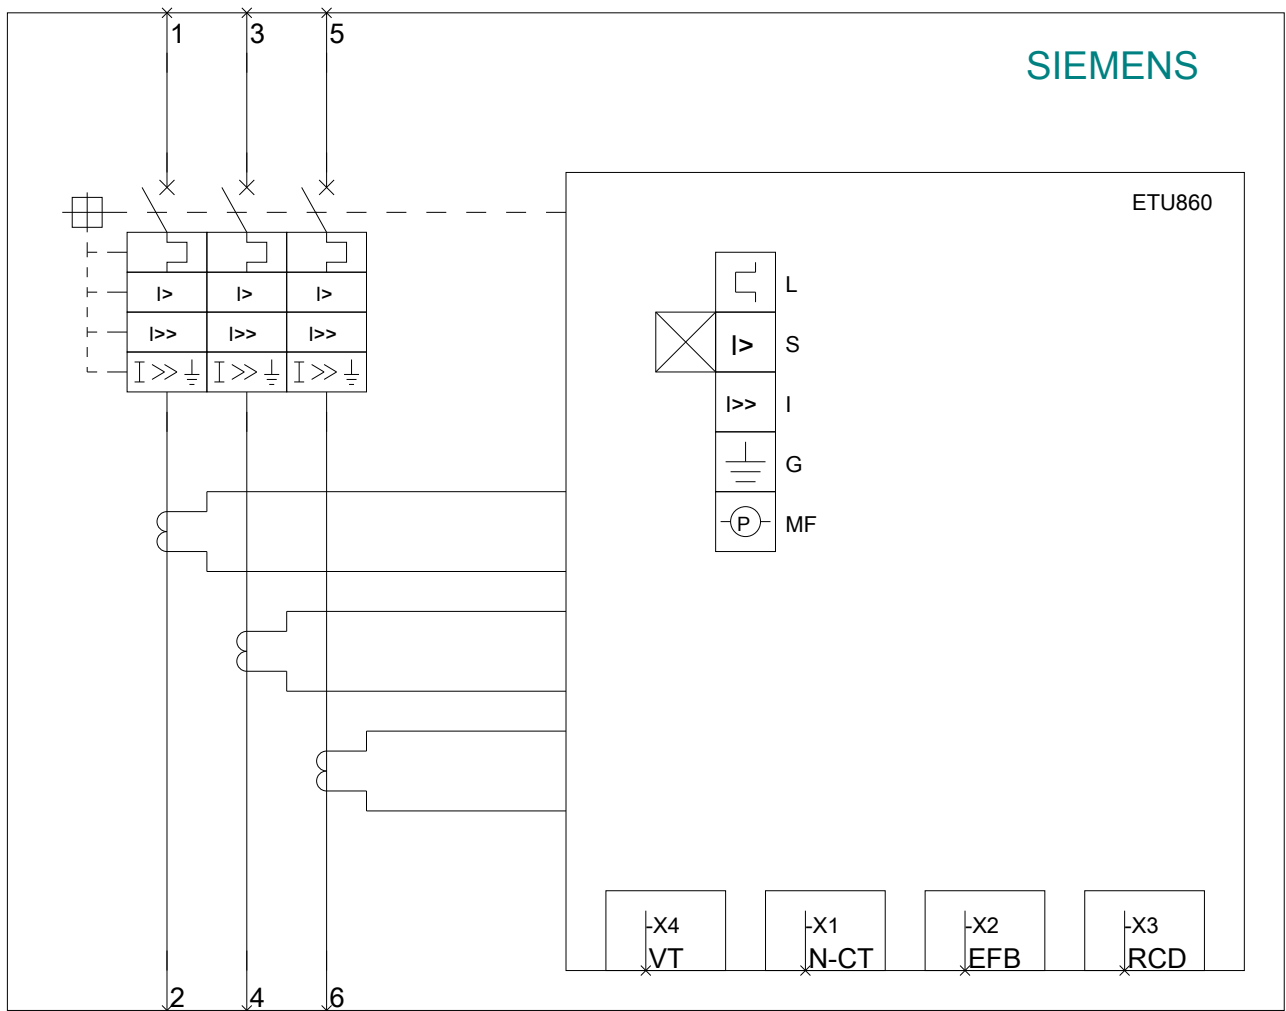 1 3 5
SIEMENS
ETU860
I> I> I>
I>> I>> I>>
I>> I>> I>>
L
I> S
I>> I
G
P MF
-X4 -X1 -X2 -X3
VT N-CT EFB RCD
2 4 6